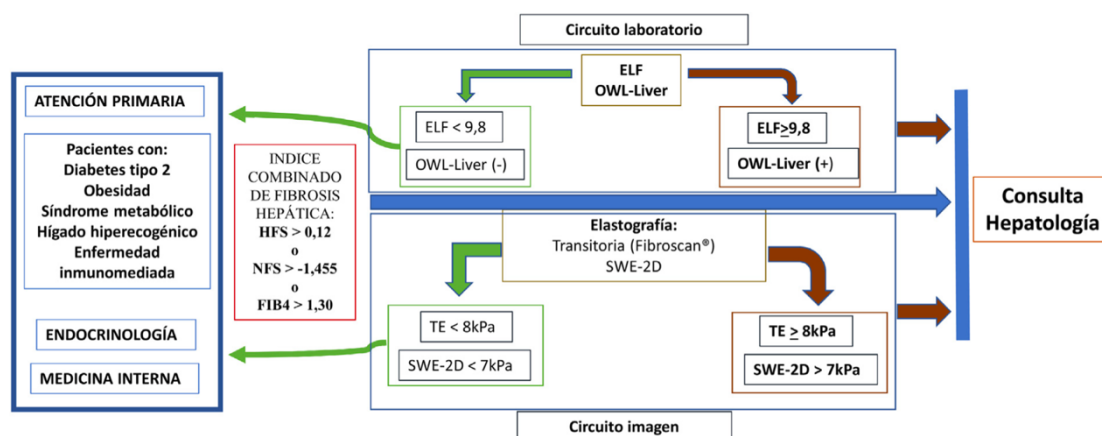 Circuito laboratorio
ATENCIÓN PRIMARIA
Pacientes con:
Diabetes tipo 2
Obesidad
Síndrome metabólico
Hígado hiperecogénico
Enfermedad
inmunomediada
ENDOCRINOLOGÍA
MEDICINA INTERNA
INDICE
COMBINADO
DE FIBROSIS
HEPÁTICA:
HFS > 0,12
o
NFS > -1,455
o
FIB4 > 1,30
ELF
OWL-Liver
ELF < 9,8
OWL-Liver (-)
ELF≥9,8
OWL-Liver (+)
Elastografía:
Transitoria (Fibroscan®)
SWE-2D
TE < 8kPa
SWE-2D < 7kPa
TE ≥ 8kPa
SWE-2D > 7kPa
Circuito imagen
Consulta
Hepatología